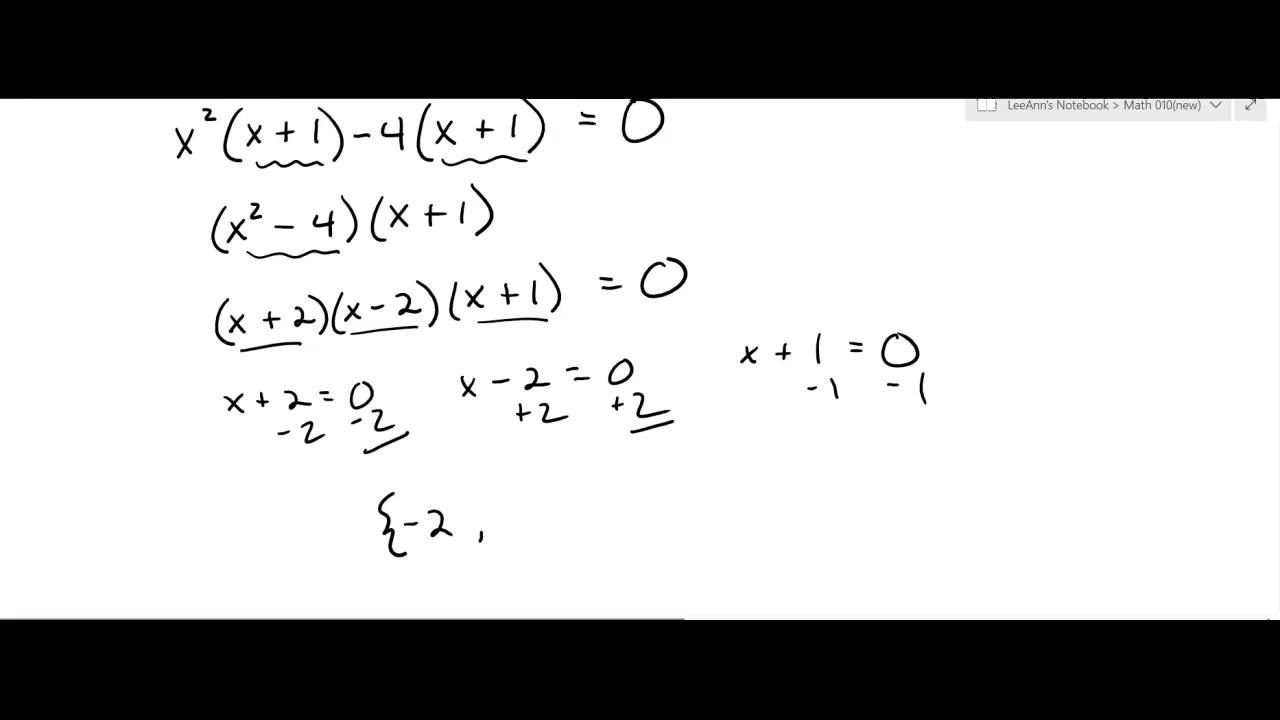 LeeAnn's Notebook > Math 010(new)
x²(x+1)-4(x+1) = 0
(x²-4)(x+1)
(x+2)(x-2)(x+1) = 0
x+2=0 x-2=0 x+1=0
-2 -2 +2 +2 -1 -1
{-2 ,